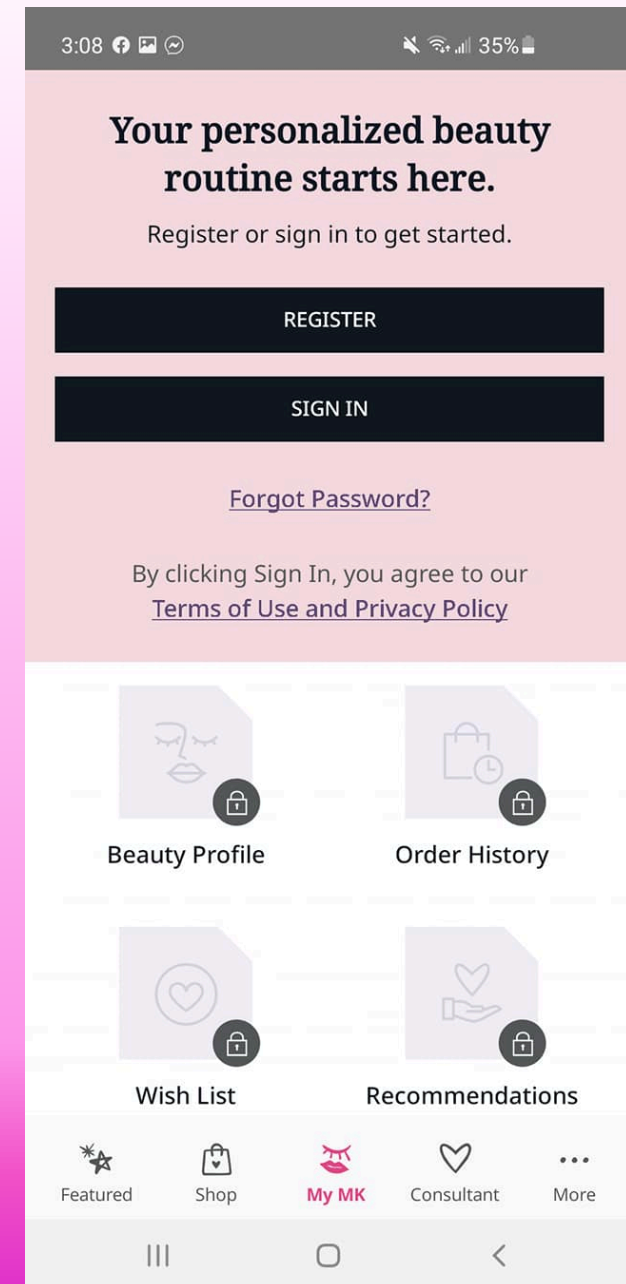 3:08 35%
Your personalized beauty
routine starts here.
Register or sign in to get started.
REGISTER
SIGN IN
Forgot Password?
By clicking Sign In, you agree to our
Terms of Use and Privacy Policy
Beauty Profile Order History
Wish List Recommendations
Featured Shop My MK Consultant More